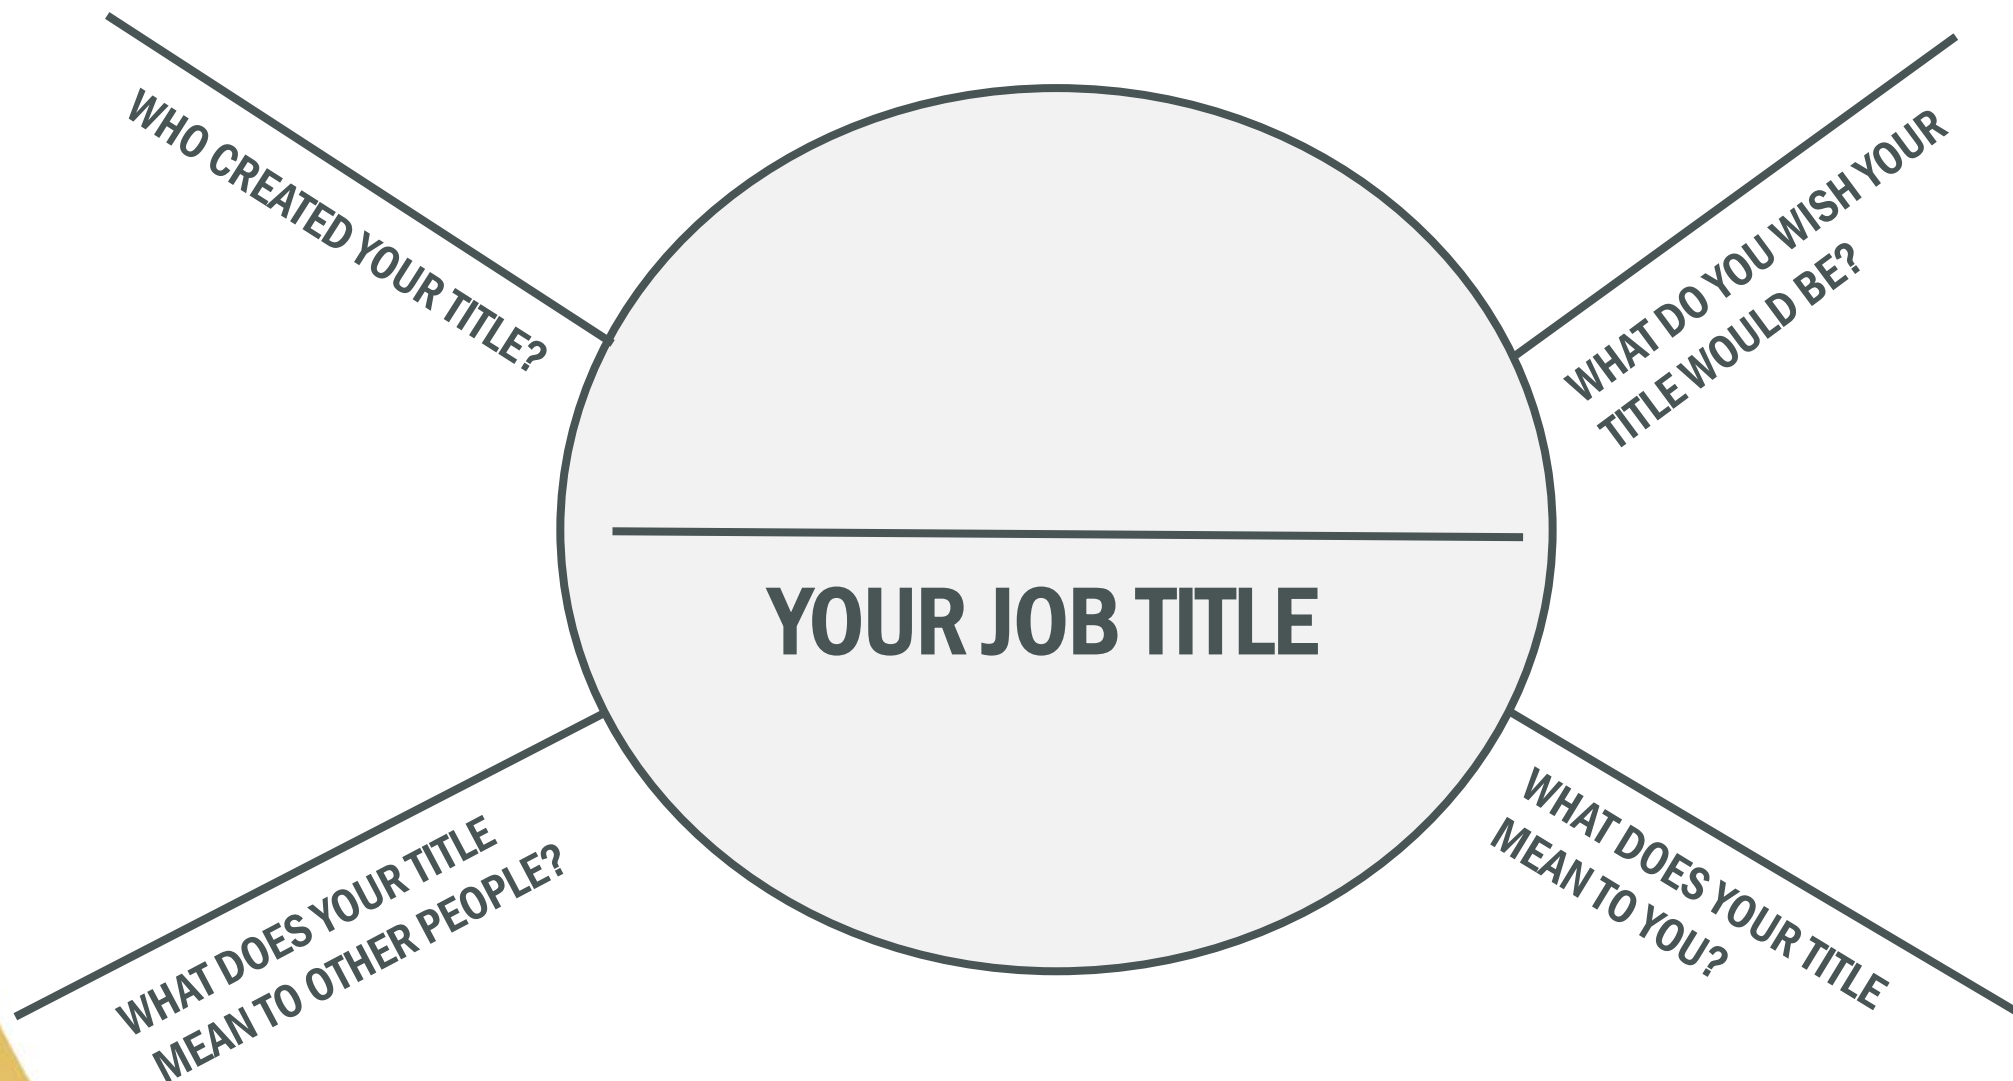 WHO CREATED YOUR TITLE?
WHAT DO YOU WISH YOUR
TITLE WOULD BE?
YOUR JOB TITLE
WHAT DOES YOUR TITLE
MEAN TO OTHER PEOPLE?
WHAT DOES YOUR TITLE
MEAN TO YOU?